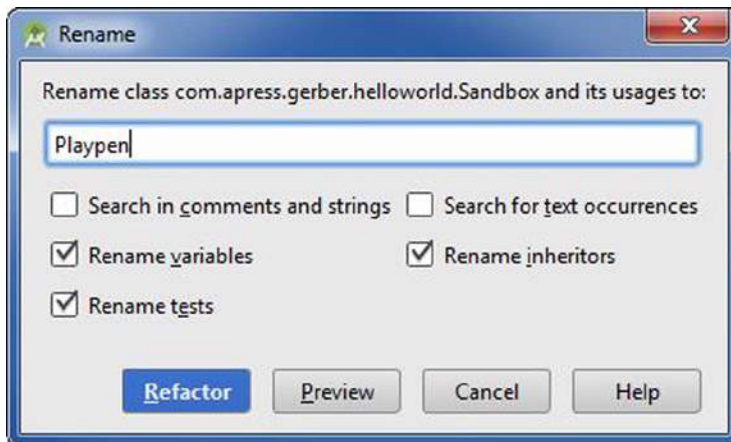 Rename
Rename class com.apress.gerber.helloworld.Sandbox and its usages to:
Playpen
Search in comments and strings
Search for text occurrences
Rename variables
Rename inheritors
Rename tests
Refactor
Preview
Cancel
Help